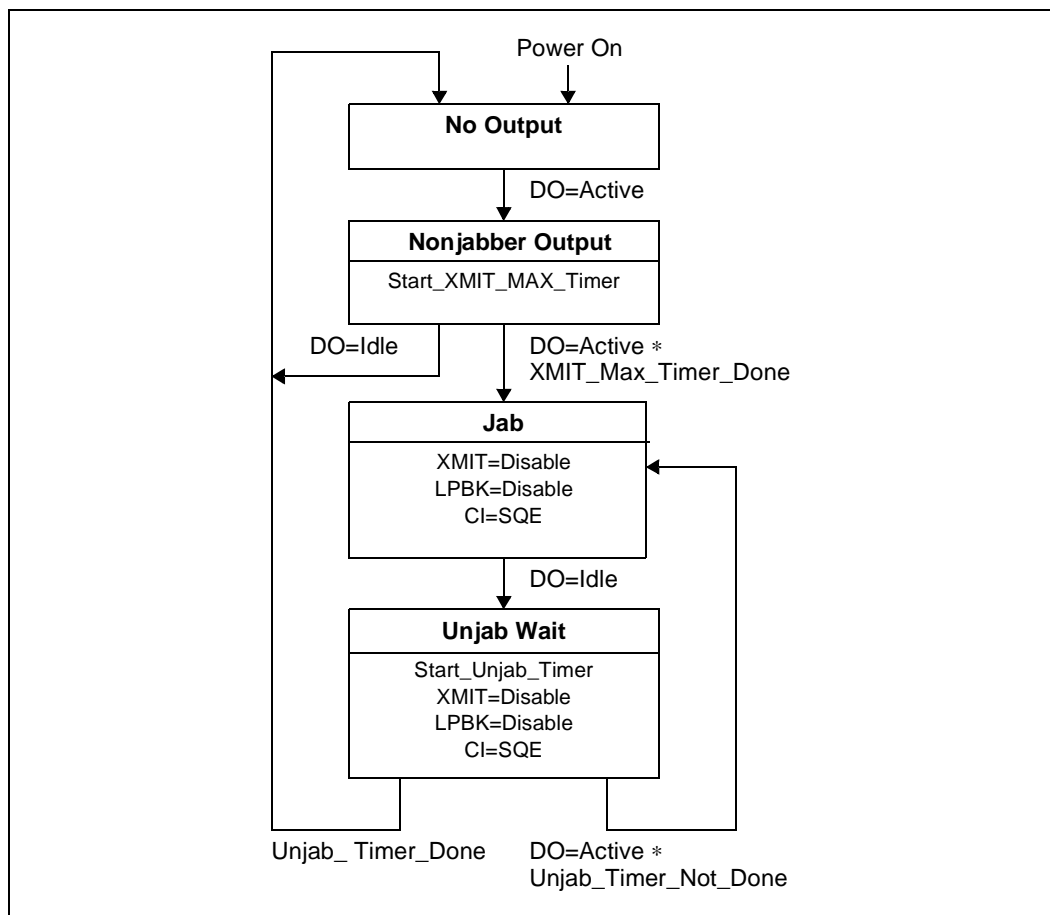 Power On
No Output
DO=Active
Nonjabber Output
Start_XMIT_MAX_Timer
DO=Idle
DO=Active *
XMIT_Max_Timer_Done
Jab
XMIT=Disable
LPBK=Disable
CI=SQE
DO=Idle
Unjab Wait
Start_Unjab_Timer
XMIT=Disable
LPBK=Disable
CI=SQE
Unjab_ Timer_Done
DO=Active *
Unjab_Timer_Not_Done